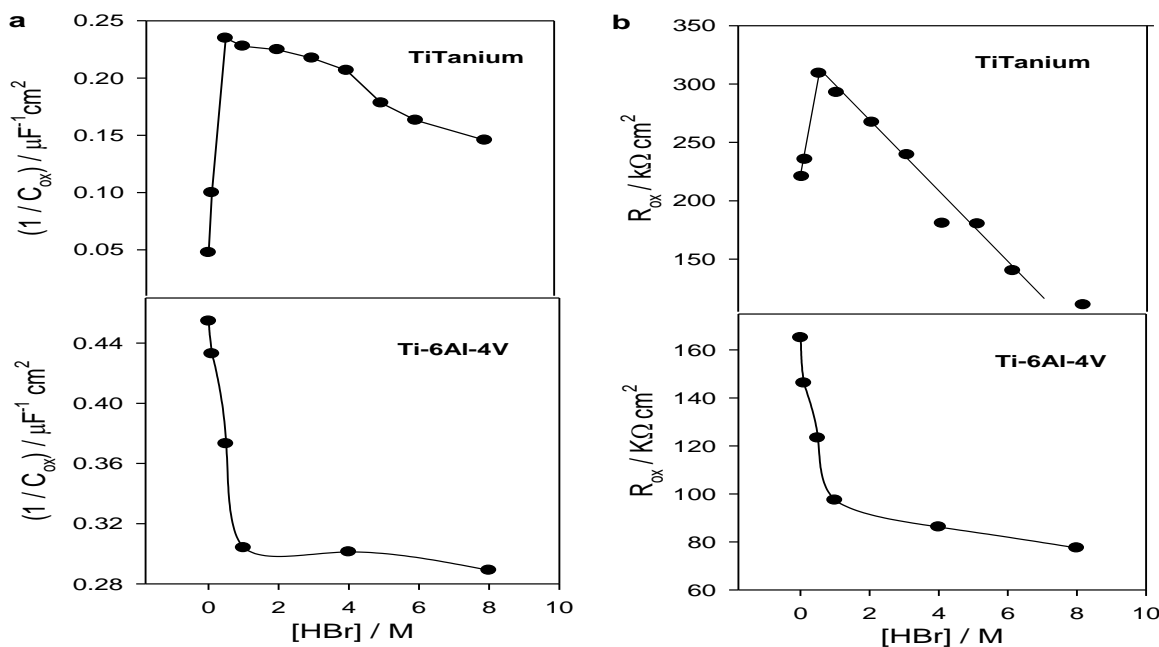 a
0.25
0.20
0.15
0.10
0.05
(1 / C_ox) / μF⁻¹cm²
TiTanium
0.44
0.40
0.36
0.32
0.28
(1 / C_ox) / μF⁻¹ cm²
Ti-6Al-4V
0 2 4 6 8 10
[HBr] / M
b
350
300
250
200
150
R_ox / kΩ cm²
TiTanium
160
140
120
100
80
60
R_ox / KΩ cm²
Ti-6Al-4V
0 2 4 6 8 10
[HBr] / M